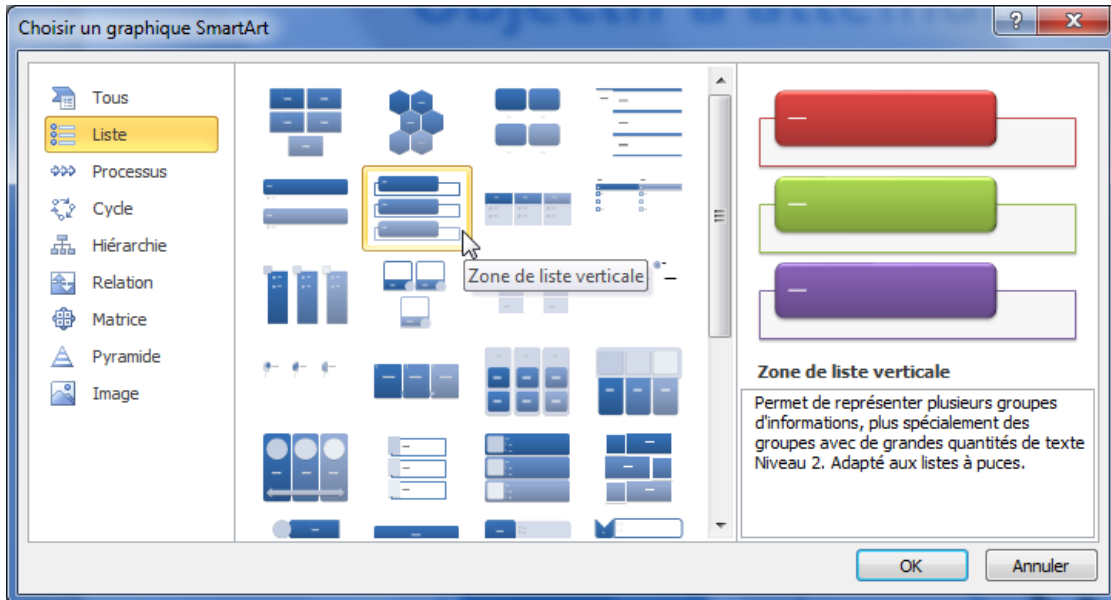 Objectif d'atteindre
Choisir un graphique SmartArt
Tous
Liste
Processus
Cycle
Hiérarchie
Relation
Matrice
Pyramide
Image
Zone de liste verticale
Zone de liste verticale
Permet de représenter plusieurs groupes
d'informations, plus spécialement des
groupes avec de grandes quantités de texte
Niveau 2. Adapté aux listes à puces.
OK
Annuler